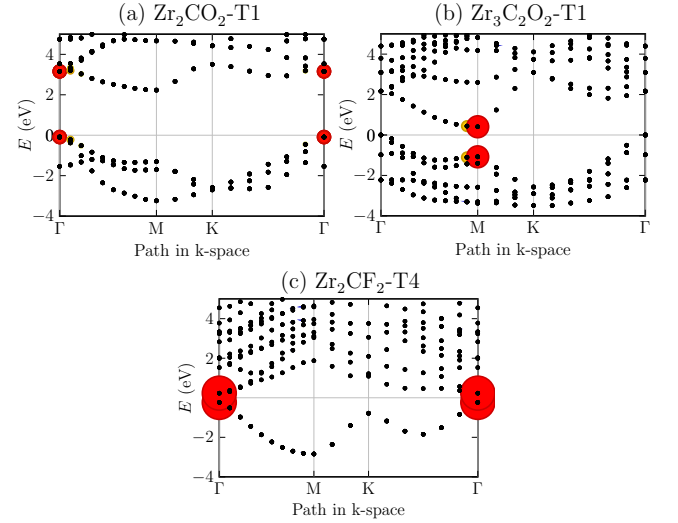 (a) Zr₂CO₂-T1
(b) Zr₃C₂O₂-T1
4
2
0
−2
−4
E (eV)
Γ M K Γ
Path in k-space
4
2
0
−2
−4
E (eV)
Γ M K Γ
Path in k-space
(c) Zr₂CF₂-T4
4
2
0
−2
−4
E (eV)
Γ M K Γ
Path in k-space